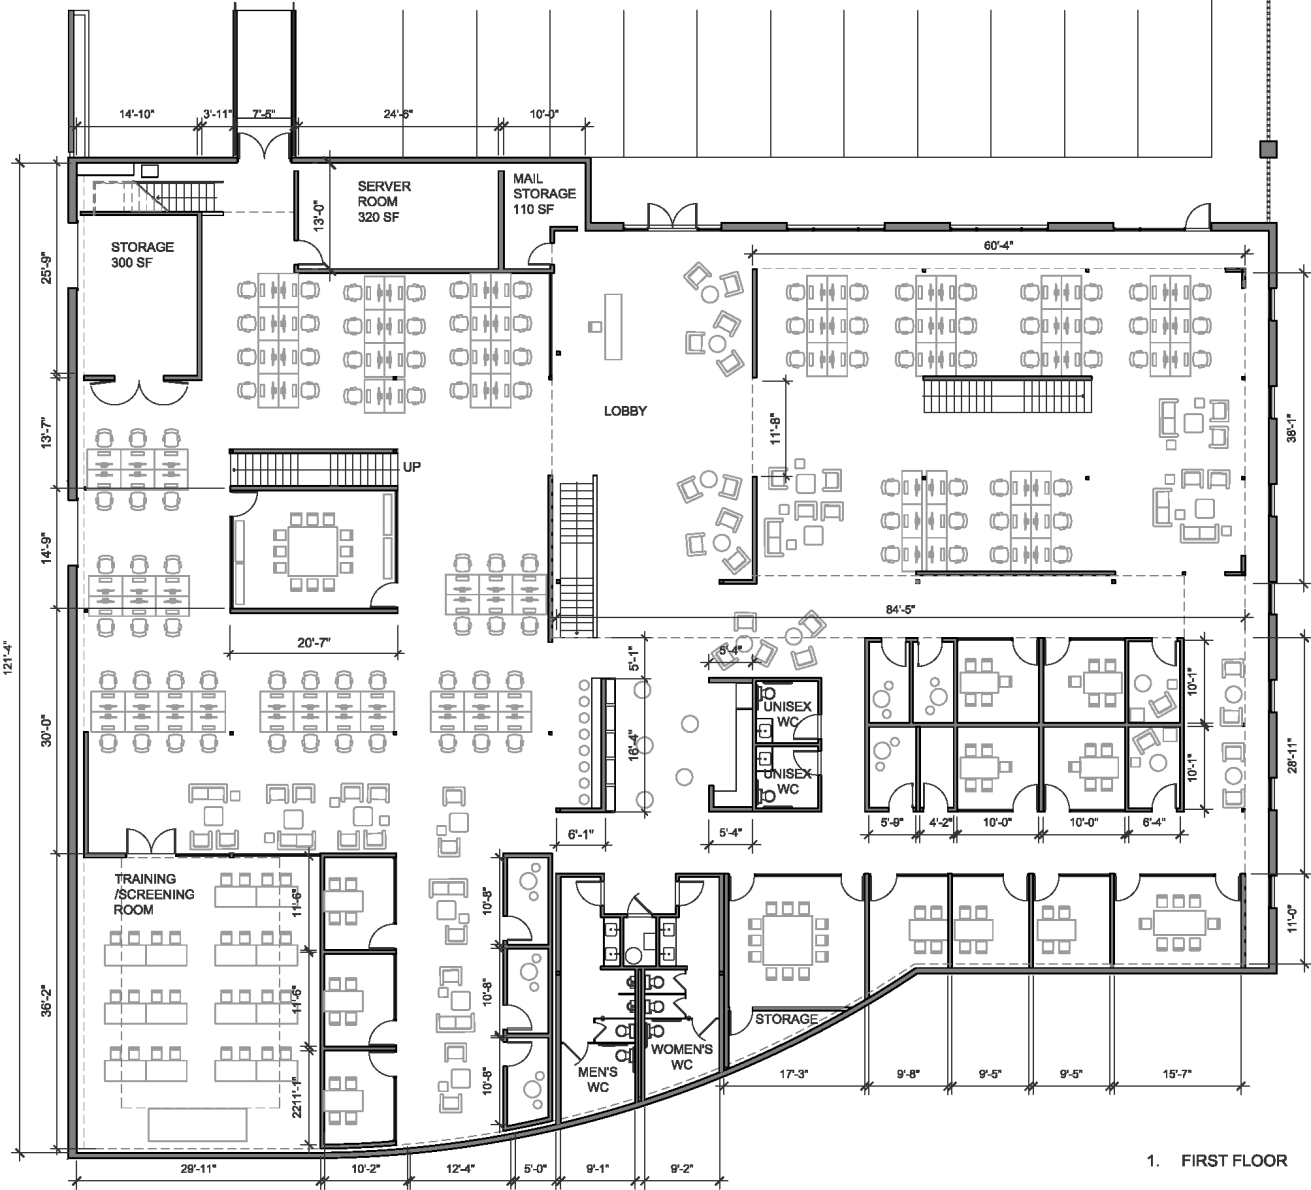 14'-10"
3'-11"
7'-5"
24'-6"
10'-0"
SERVER
ROOM
320 SF
MAIL
STORAGE
110 SF
13'-0"
STORAGE
300 SF
25'-9"
60'-4"
38'-1"
LOBBY
11'-8"
13'-7"
UP
14'-9"
84'-5"
20'-7"
121'-4"
5'-1"
5'-4"
10'-1"
UNISEX
WC
30'-0"
16'-4"
28'-11"
10'-1"
UNISEX
WC
6'-1"
5'-4"
5'-9"
4'-2"
10'-0"
10'-0"
6'-4"
TRAINING
/SCREENING
ROOM
11'-6"
10'-8"
11'-0"
36'-2"
11'-6"
10'-8"
STORAGE
MEN'S
WC
WOMEN'S
WC
17'-3"
9'-8"
9'-5"
9'-5"
15'-7"
10'-8"
2211'-1"
29'-11"
10'-2"
12'-4"
5'-0"
9'-1"
9'-2"
1. FIRST FLOOR